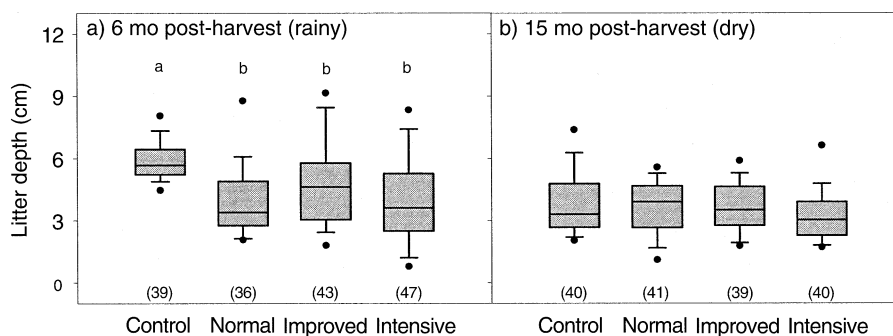 12
9
6
3
0
Litter depth (cm)
a) 6 mo post-harvest (rainy)
a b b b
(39) (36) (43) (47)
Control Normal Improved Intensive
b) 15 mo post-harvest (dry)
(40) (41) (39) (40)
Control Normal Improved Intensive